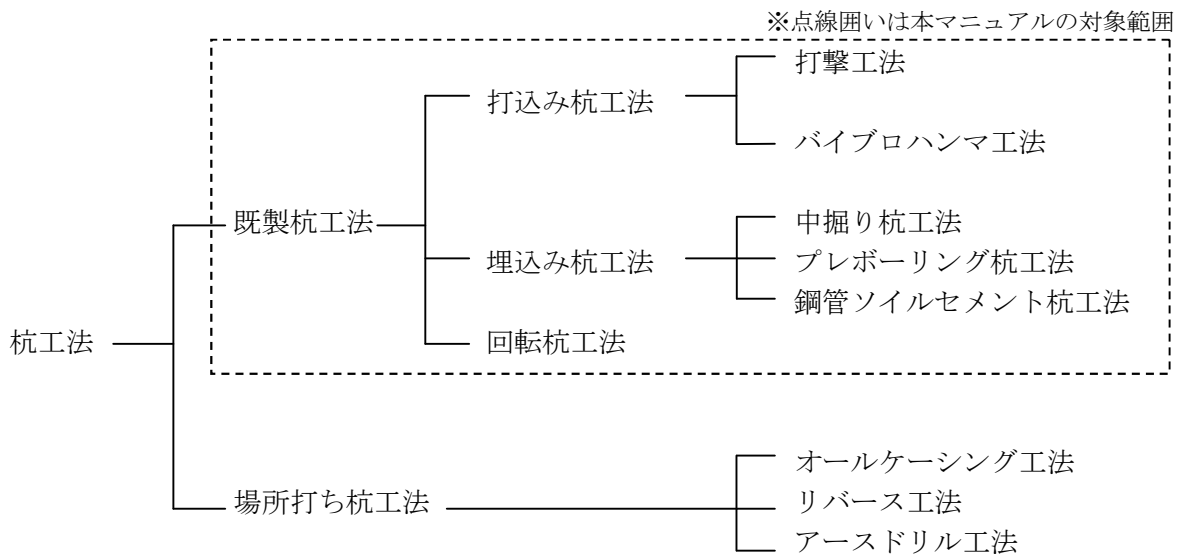 ※点線囲いは本マニュアルの対象範囲
打撃工法
打込み杭工法
バイブロハンマ工法
既製杭工法
中掘り杭工法
埋込み杭工法
プレボーリング杭工法
鋼管ソイルセメント杭工法
杭工法
回転杭工法
オールケーシング工法
場所打ち杭工法
リバース工法
アースドリル工法